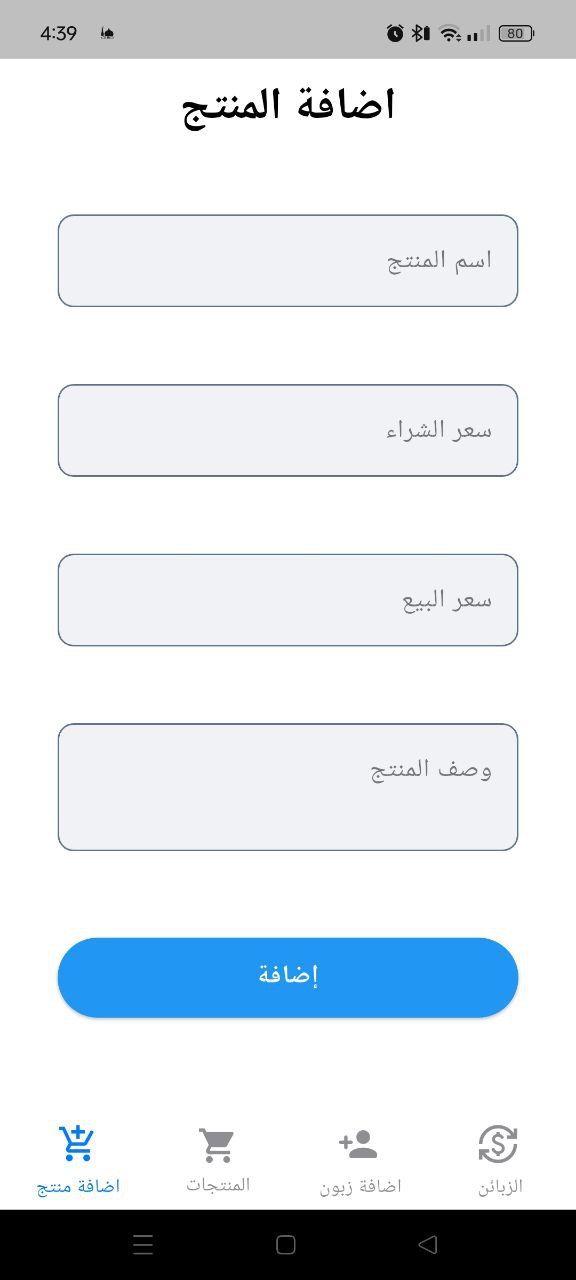 4:39
80
اضافة المنتج
اسم المنتج
سعر الشراء
سعر البيع
وصف المنتج
إضافة
الزبائن
اضافة زبون
المنتجات
اضافة منتج